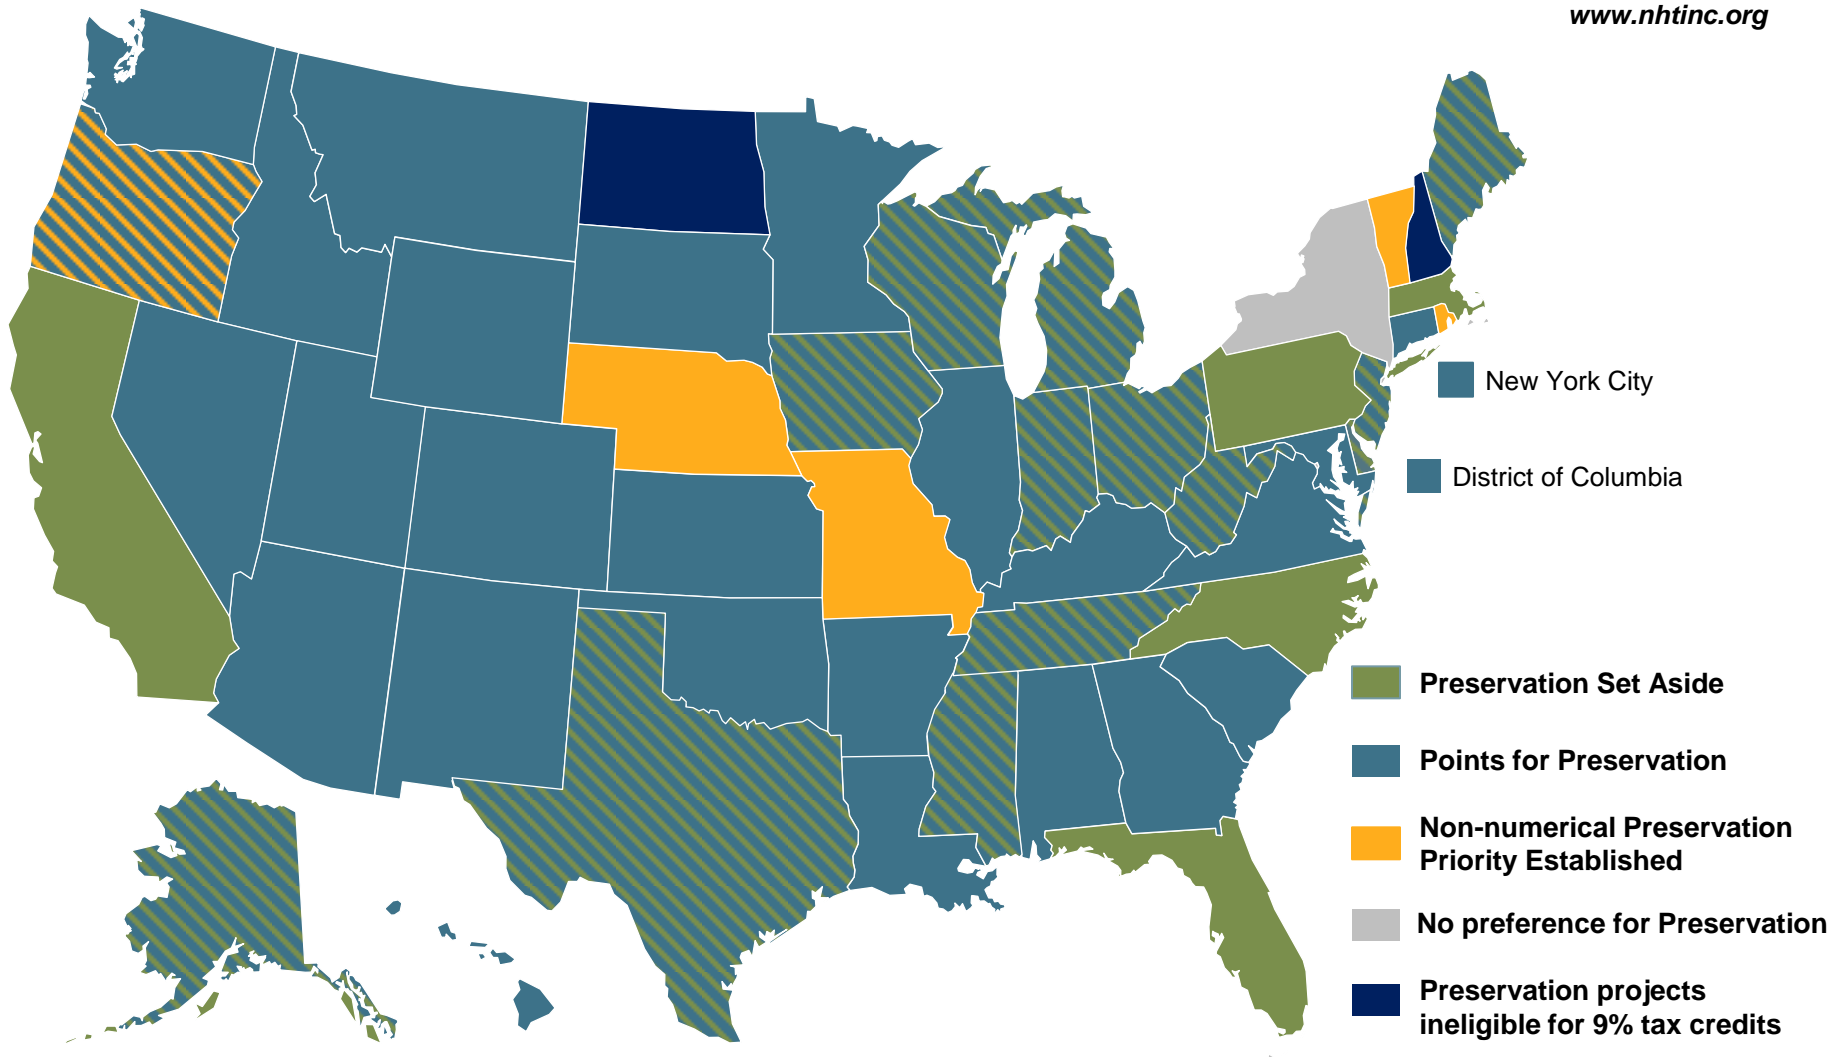 www.nhtinc.org
New York City
District of Columbia
Preservation Set Aside
Points for Preservation
Non-numerical Preservation
Priority Established
No preference for Preservation
Preservation projects
ineligible for 9% tax credits